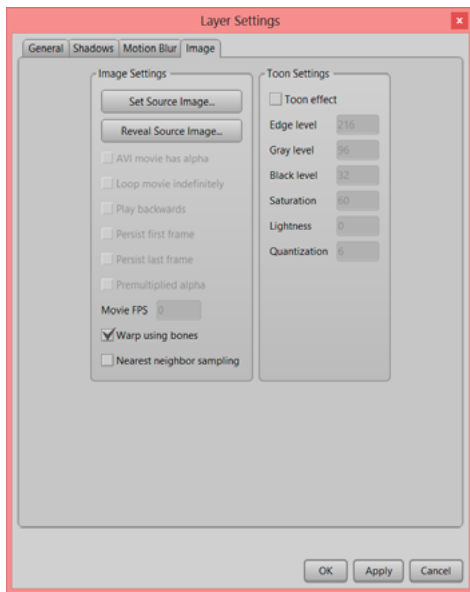 Layer Settings
x
General Shadows Motion Blur Image
Image Settings
Set Source Image...
Reveal Source Image...
AVI movie has alpha
Loop movie indefinitely
Play backwards
Persist first frame
Persist last frame
Premultiplied alpha
Movie FPS 0
Warp using bones
Nearest neighbor sampling
Toon Settings
Toon effect
Edge level 216
Gray level 96
Black level 32
Saturation 60
Lightness 0
Quantization 6
OK Apply Cancel